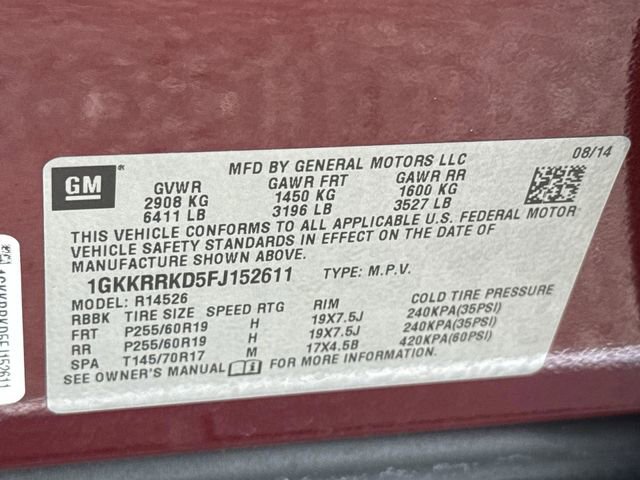 GM
MFD BY GENERAL MOTORS LLC 08/14
GVWR GAWR FRT GAWR RR
2908 KG 1450 KG 1600 KG
6411 LB 3196 LB 3527 LB
THIS VEHICLE CONFORMS TO ALL APPLICABLE U.S. FEDERAL MOTOR
VEHICLE SAFETY STANDARDS IN EFFECT ON THE DATE OF
MANUFACTURE SHOWN ABOVE.
1GKKRRKD5FJ152611 TYPE: M.P.V.
MODEL: R14526
RBBK TIRE SIZE SPEED RTG RIM COLD TIRE PRESSURE
FRT P255/60R19 H 19X7.5J 240KPA(35PSI)
RR P255/60R19 H 19X7.5J 240KPA(35PSI)
SPA T145/70R17 M 17X4.5B 420KPA(60PSI)
SEE OWNER'S MANUAL FOR MORE INFORMATION.
1GKKRRKD5FJ152611